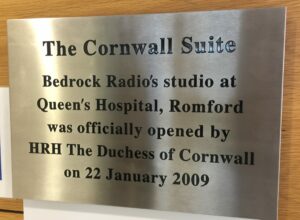 The Cornwall Suite
Bedrock Radio's studio at
Queen's Hospital, Romford
was officially opened by
HRH The Duchess of Cornwall
on 22 January 2009